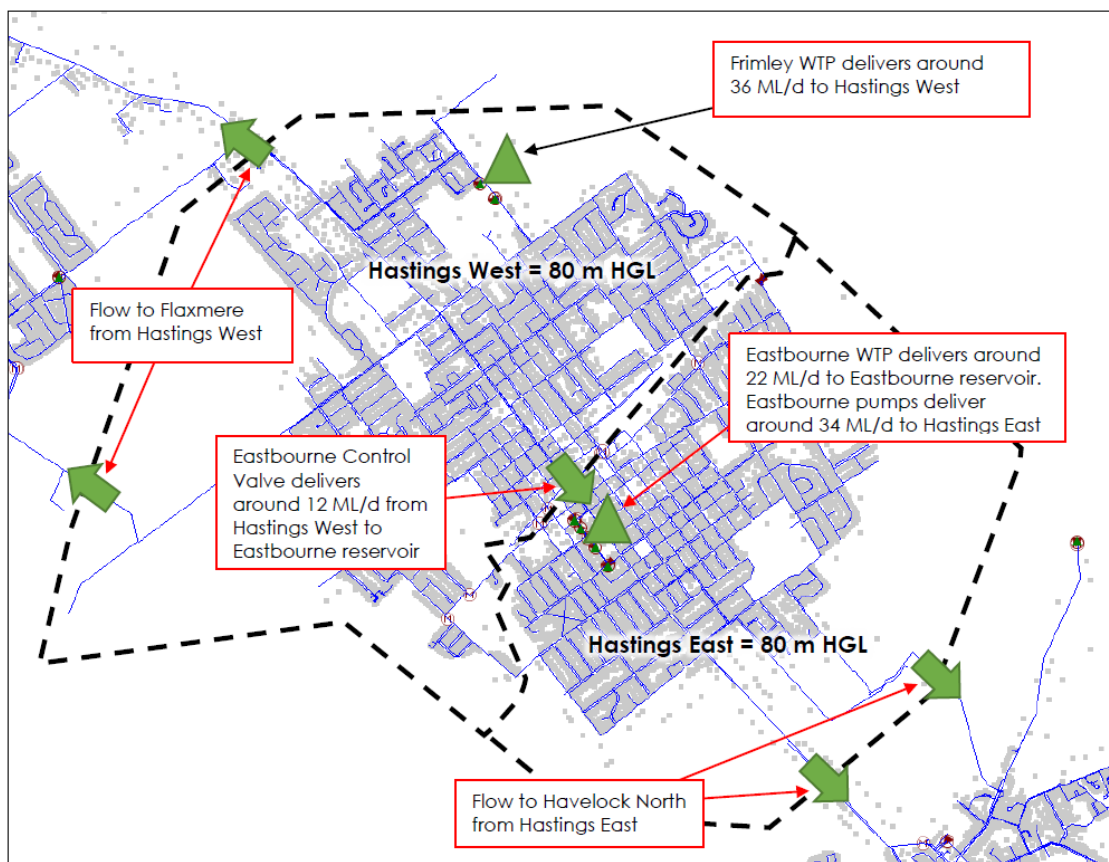 Frimley WTP delivers around
36 ML/d to Hastings West
Hastings West = 80 m HGL
Flow to Flaxmere
from Hastings West
Eastbourne WTP delivers around
22 ML/d to Eastbourne reservoir.
Eastbourne pumps deliver
around 34 ML/d to Hastings East
Eastbourne Control
Valve delivers
around 12 ML/d from
Hastings West to
Eastbourne reservoir
Hastings East = 80 m HGL
Flow to Havelock North
from Hastings East